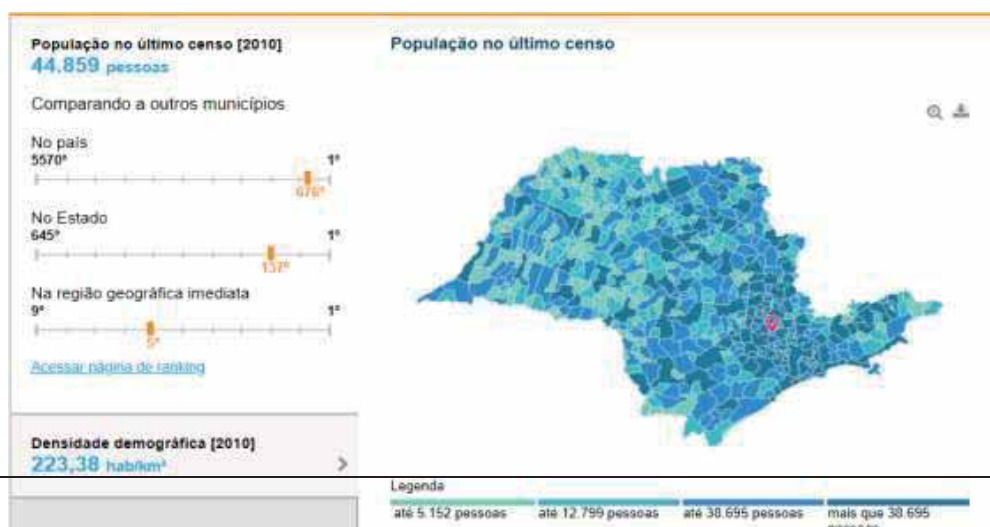 População no último censo [2010]
44.859 pessoas
Comparando a outros municípios
No país
5570º
1º
676º
No Estado
645º
1º
137º
Na região geográfica imediata
9º
1º
5º
Acessar página de ranking
Densidade demográfica [2010]
223,38 hab/km²
População no último censo
Legenda
até 5.152 pessoas
até 12.799 pessoas
até 38.695 pessoas
mais que 38.695
pessoas